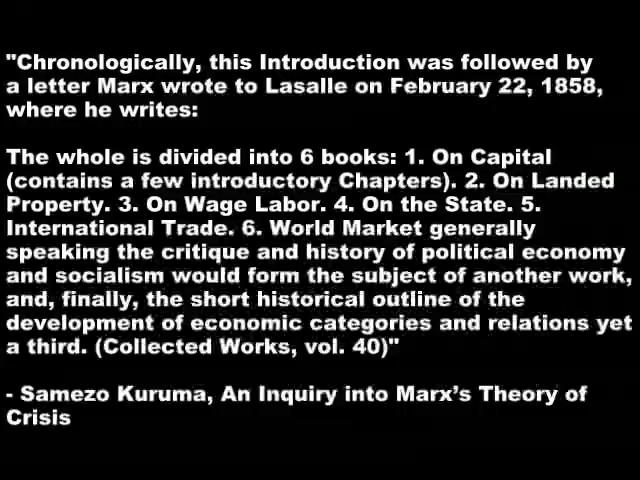 "Chronologically, this Introduction was followed by
a letter Marx wrote to Lasalle on February 22, 1858,
where he writes:
The whole is divided into 6 books: 1. On Capital
(contains a few introductory Chapters). 2. On Landed
Property. 3. On Wage Labor. 4. On the State. 5.
International Trade. 6. World Market generally
speaking the critique and history of political economy
and socialism would form the subject of another work,
and, finally, the short historical outline of the
development of economic categories and relations yet
a third. (Collected Works, vol. 40)"
- Samezo Kuruma, An Inquiry into Marx’s Theory of
Crisis